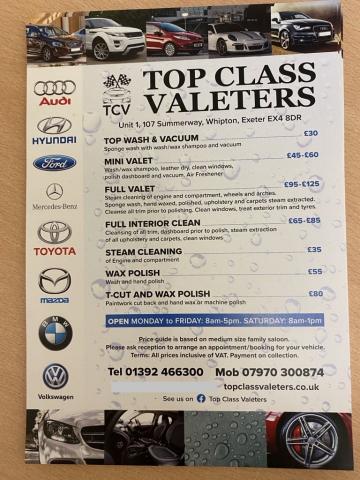 TCV
TOP CLASS
VALETERS
Unit 1, 107 Summerway, Whipton, Exeter EX4 8DR
Audi
HYUNDAI
Ford
Mercedes-Benz
TOYOTA
mazda
BMW
Volkswagen
TOP WASH & VACUUM £30
Sponge wash with wash/wax shampoo and vacuum
MINI VALET £45-£60
Wash/wax shampoo, leather dry, clean windows,
polish dashboard and vacuum, Air Freshener
FULL VALET £95-£125
Steam cleaning of engine and compartment, wheels and arches.
Sponge wash, hand waxed, polished, upholstery and carpets steam extracted.
Cleanse all trim prior to polishing. Clean windows, treat exterior trim and tyres.
FULL INTERIOR CLEAN £65-£85
Cleansing of all trim, dashboard prior to polish, steam extraction
of all upholstery and carpets, clean windows
STEAM CLEANING £35
of Engine and compartment
WAX POLISH £55
Wash and hand polish
T-CUT AND WAX POLISH £80
Paintwork cut back and hand wax or machine polish
OPEN MONDAY to FRIDAY: 8am-5pm. SATURDAY: 8am-1pm
Price guide is based on medium size family saloon.
Please ask reception to arrange an appointment/booking for your vehicle.
Terms: All prices inclusive of VAT. Payment on collection.
Tel 01392 466300 Mob 07970 300874
topclassvaleters.co.uk
See us on f Top Class Valeters